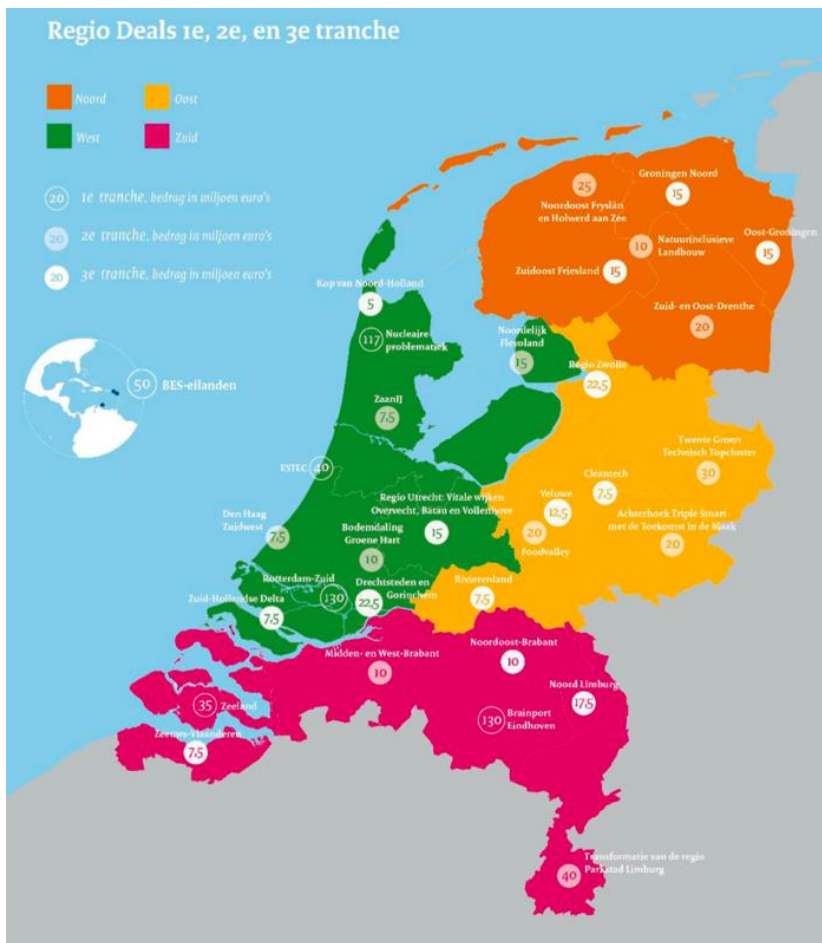 Regio Deals 1e, 2e, en 3e tranche
Noord
Oost
West
Zuid
20 1e tranche, bedrag in miljoen euro's
20 2e tranche, bedrag in miljoen euro's
20 3e tranche, bedrag in miljoen euro's
50 BES-eilanden
25
Noordoost Fryslân
en Holwerd aan Zee
Groningen Noord
15
10 Natuurinclusieve
Landbouw
Oost-Groningen
15
Zuidoost Friesland
15
Zuid- en Oost-Drenthe
20
Kop van Noord-Holland
5
117 Nucleaire
problematiek
Noordelijk
Flevoland
15
Regio Zwolle
22,5
ZaanIJ
7,5
Twente Groen
Technisch Topcluster
30
ESTEC 40
Cleantech
7,5
Regio Utrecht: Vitale wijken
Overvecht, Batau en Vollenhove
15
Veluwe
12,5
Achterhoek Triple Smart
met de Toekomst in de Maak
20
Den Haag
Zuidwest
7,5
Bodemdaling
Groene Hart
10
20
Foodvalley
Rotterdam-Zuid
130
Drechtsteden en
Gorinchem
22,5
Rivierenland
7,5
Zuid-Hollandse Delta
7,5
Midden- en West-Brabant
10
Noordoost-Brabant
10
Noord Limburg
17,5
35 Zeeland
130 Brainport
Eindhoven
Zeeuws-Vlaanderen
7,5
Transformatie van de regio
Parkstad Limburg
40